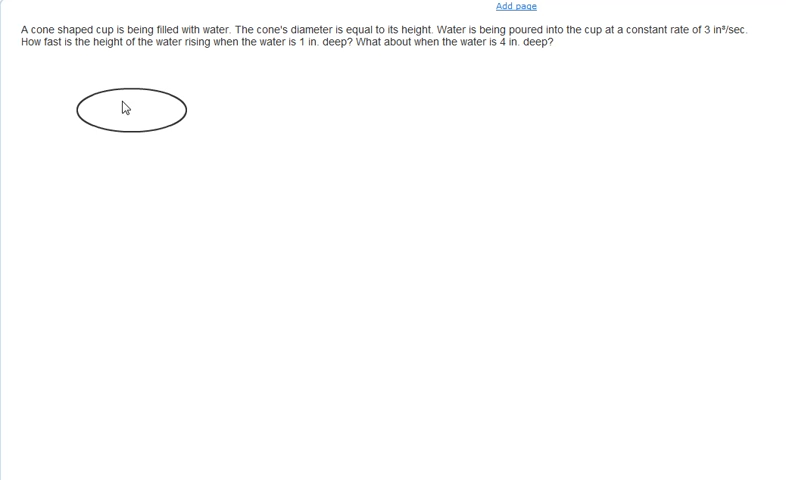 Add page
A cone shaped cup is being filled with water. The cone's diameter is equal to its height. Water is being poured into the cup at a constant rate of 3 in³/sec.
How fast is the height of the water rising when the water is 1 in. deep? What about when the water is 4 in. deep?